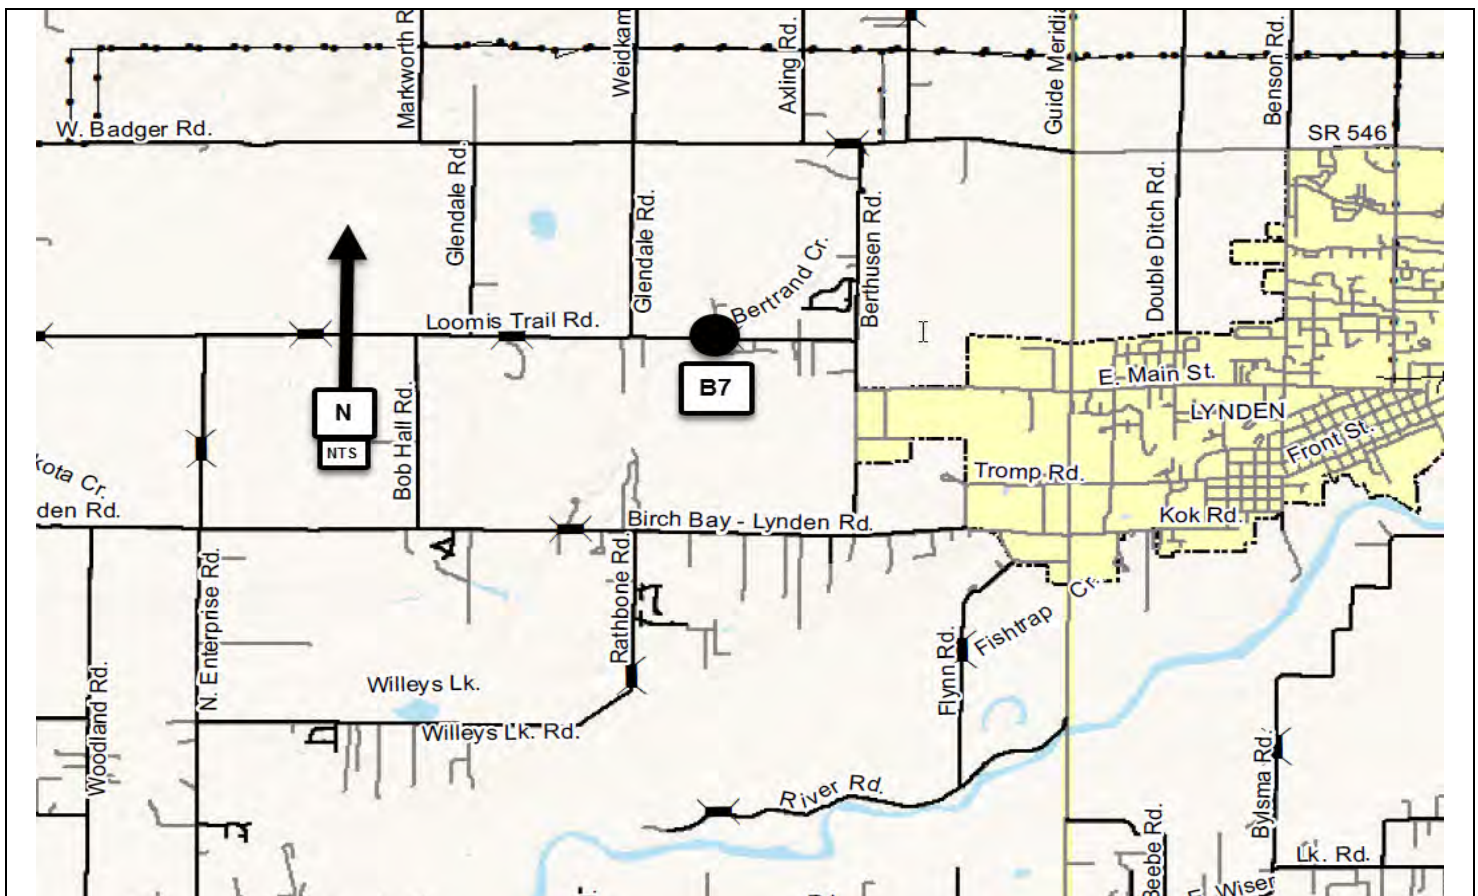 Markworth R
Weidkam
Axling Rd.
Guide Meridia
Benson Rd.
W. Badger Rd.
SR 546
Glendale Rd.
Glendale Rd.
Bertrand Cr.
Berthusen Rd.
Double Ditch Rd.
Loomis Trail Rd.
B7
N
NTS
Bob Hall Rd.
E. Main St.
LYNDEN
Front St.
Tromp Rd.
kota Cr.
den Rd.
Birch Bay - Lynden Rd.
Kok Rd.
N. Enterprise Rd.
Rathbone Rd.
Flynn Rd.
Fishtrap Cr.
Woodland Rd.
Willeys Lk.
Willeys Lk. Rd.
River Rd.
Bylsma Rd.
Beebe Rd.
Lk. Rd.
E. Wiser